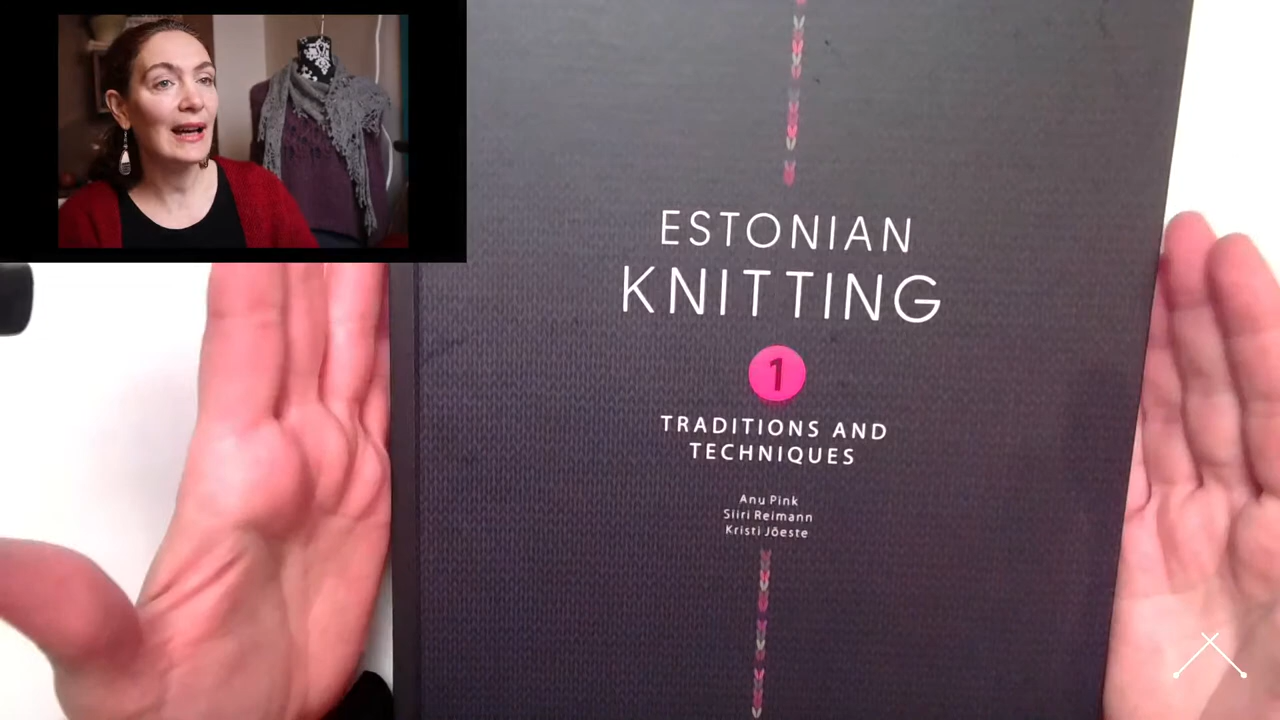 ESTONIAN
KNITTING
1
TRADITIONS AND
TECHNIQUES
Anu Pink
Siiri Reimann
Kristi Jõeste